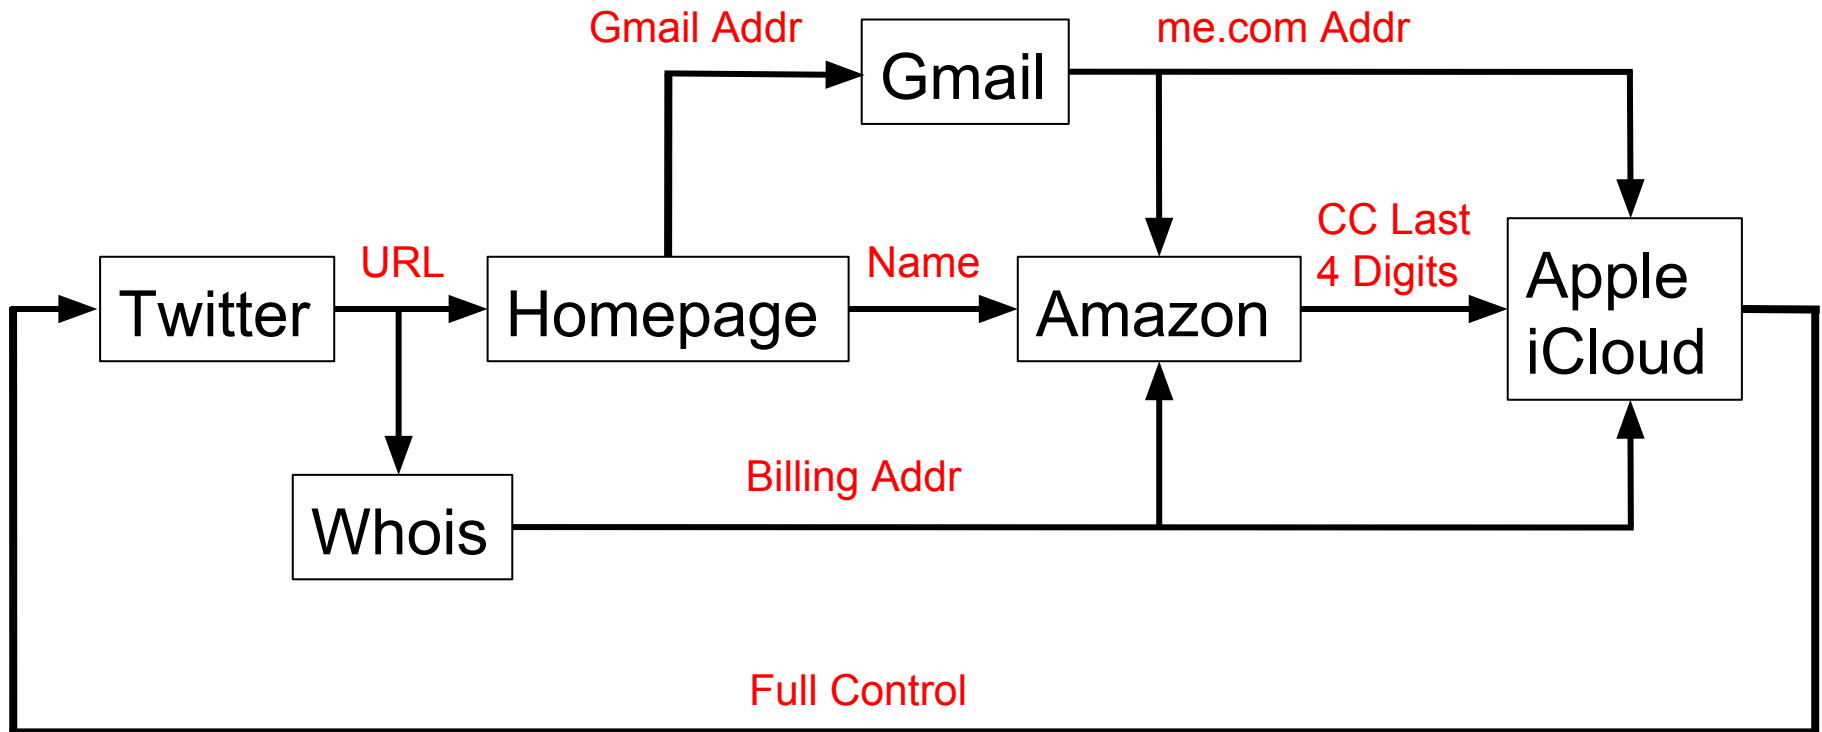 Gmail Addr
me.com Addr
Gmail
CC Last
4 Digits
URL
Name
Twitter
Homepage
Amazon
Apple
iCloud
Billing Addr
Whois
Full Control